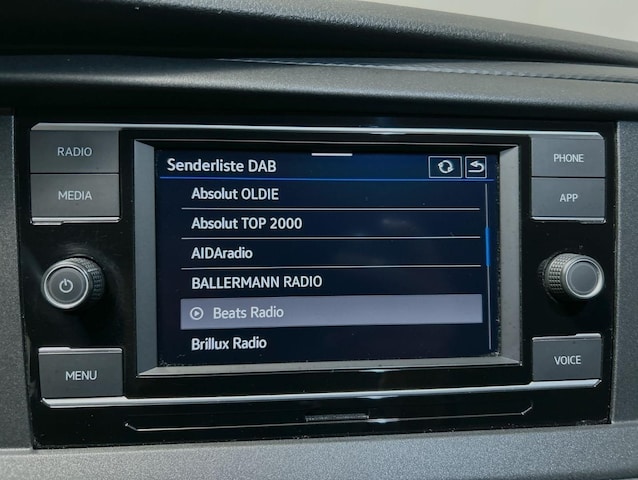 RADIO
MEDIA
MENU
Senderliste DAB
Absolut OLDIE
Absolut TOP 2000
AIDAradio
BALLERMANN RADIO
Beats Radio
Brillux Radio
PHONE
APP
VOICE